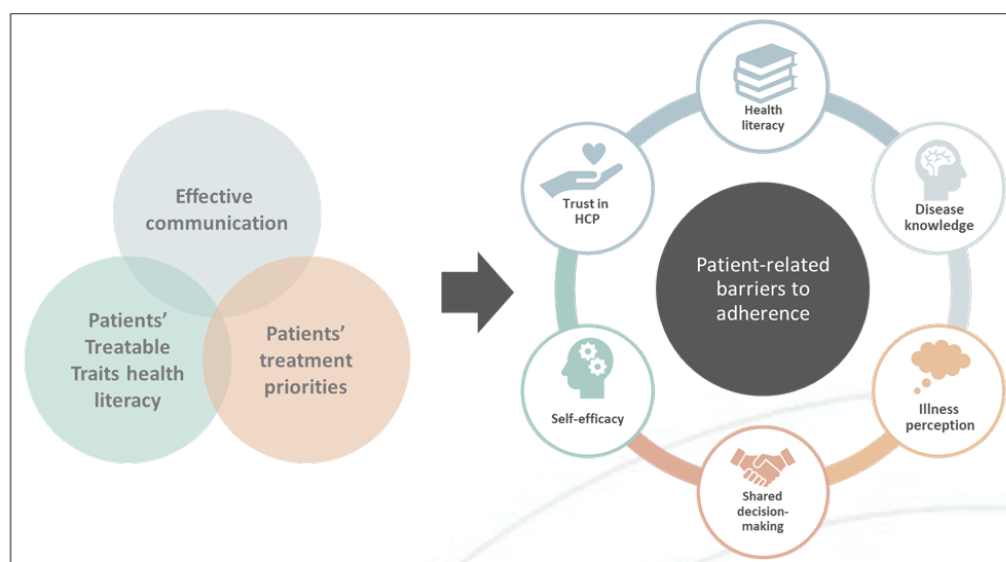 Effective
communication
Patients'
Treatable
Traits health
literacy
Patients'
treatment
priorities
Health
literacy
Trust in
HCP
Disease
knowledge
Patient-related
barriers to
adherence
Self-efficacy
Illness
perception
Shared
decision-
making